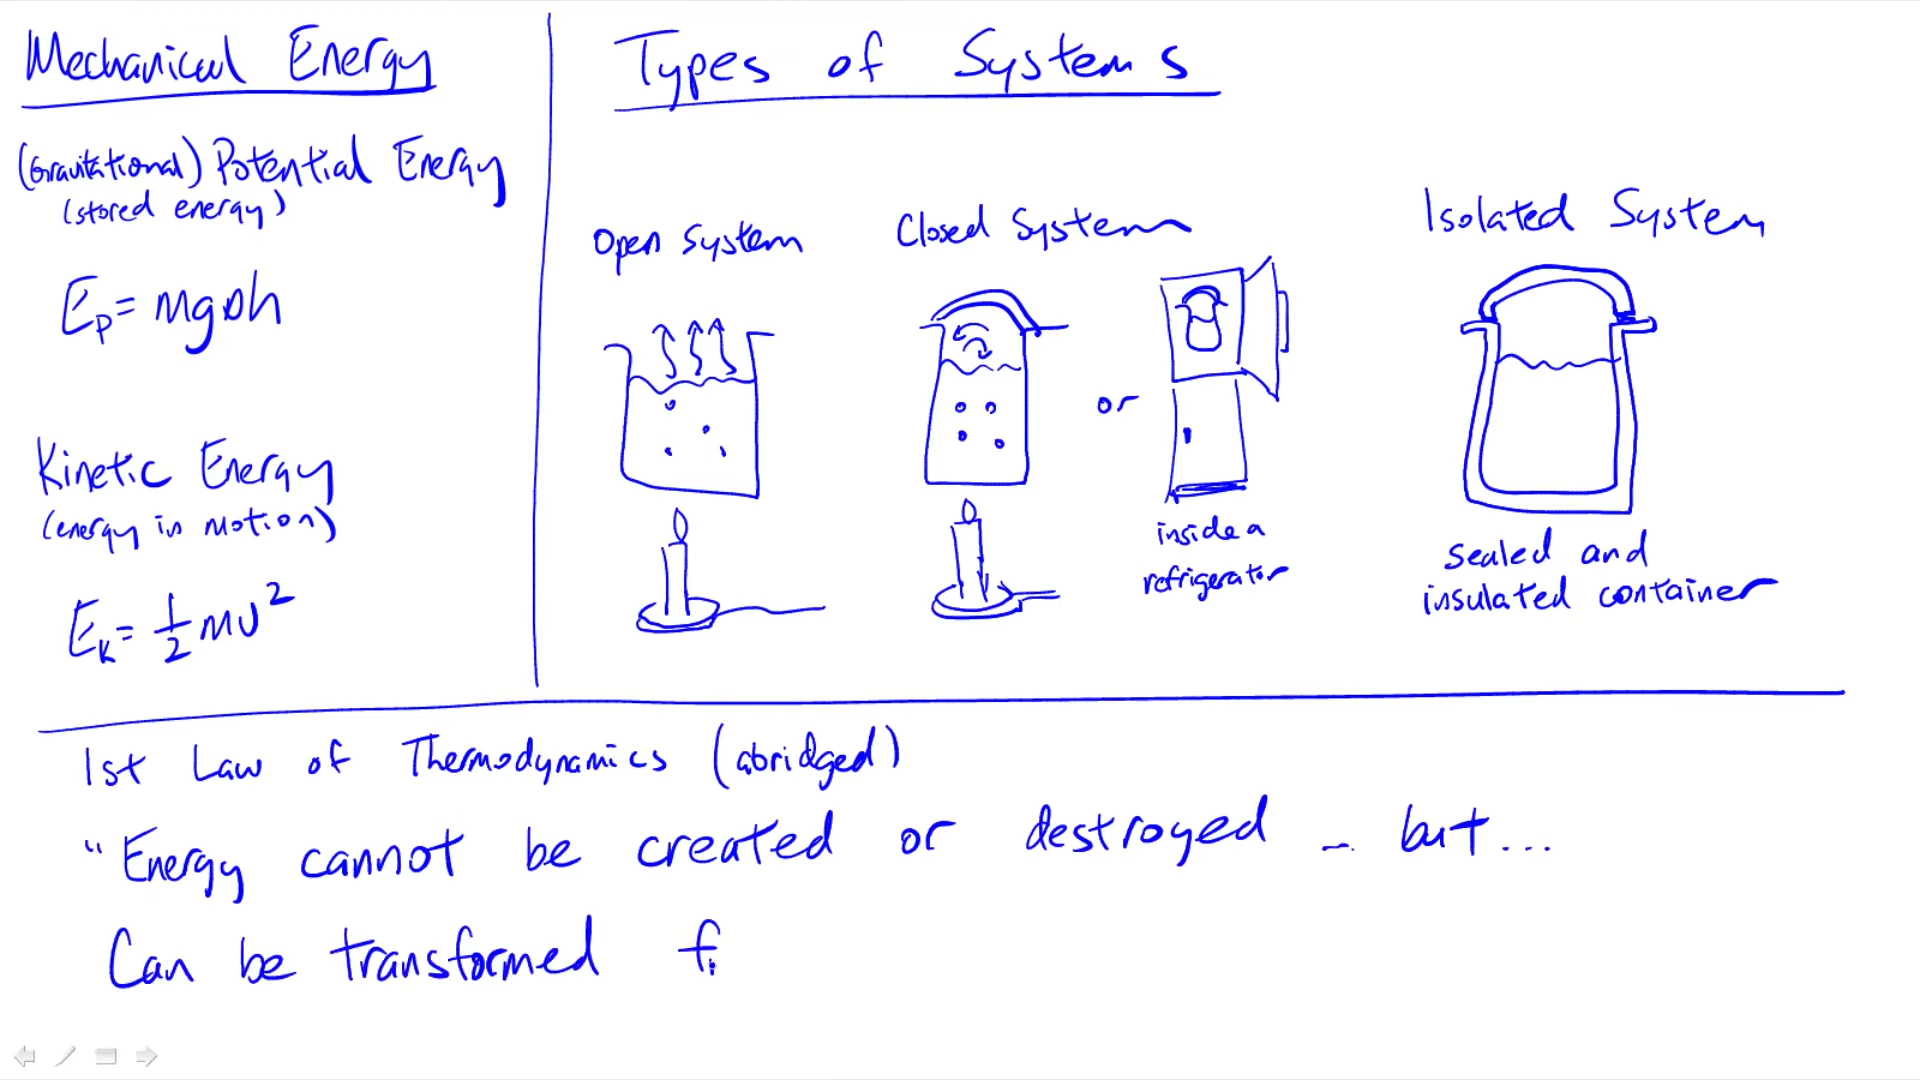 Mechanical Energy
(Gravitational) Potential Energy
(stored energy)
Ep = mgΔh
Kinetic Energy
(energy in motion)
Ek = 1/2 mv²
Types of Systems
Open System
Closed System
or
inside a
refrigerator
Isolated System
sealed and
insulated container
1st Law of Thermodynamics (abridged)
"Energy cannot be created or destroyed ... but...
Can be transformed f